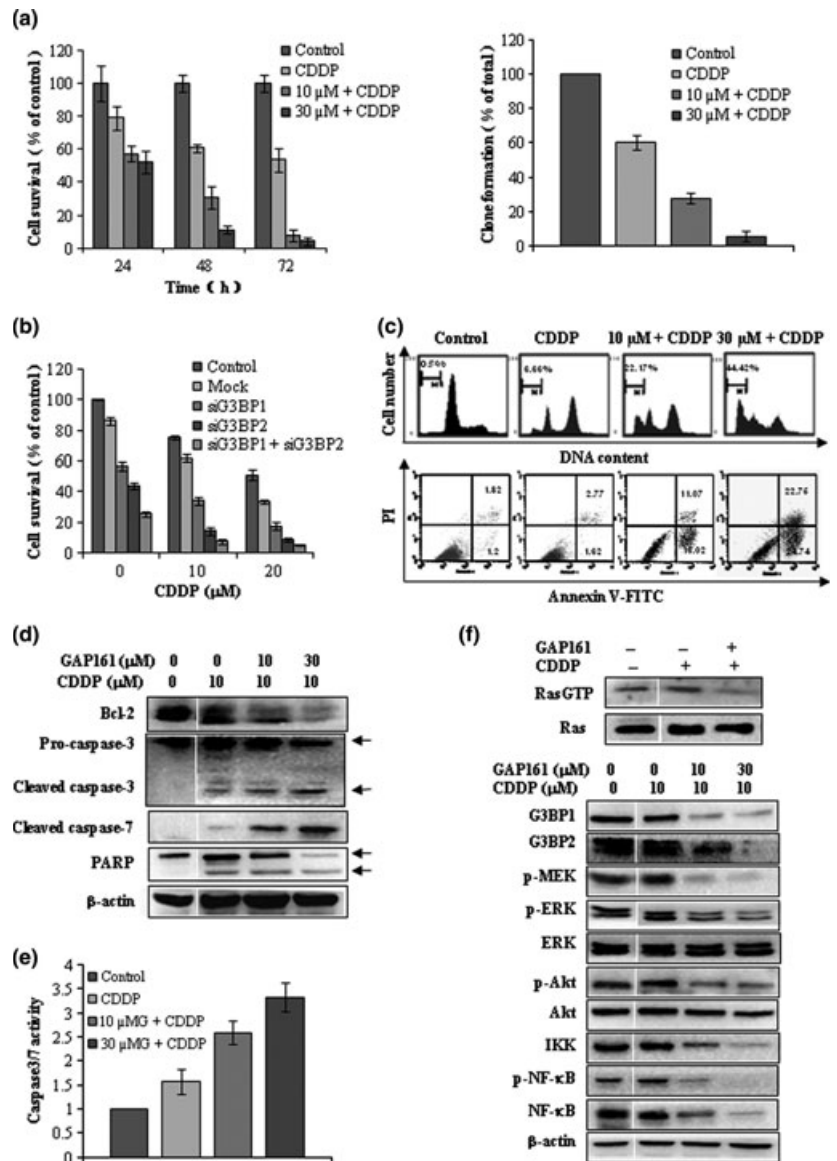 (a)
Cell survival ( % of control)
120
100
80
60
40
20
0
24 48 72
Time ( h )
Control
CDDP
10 µM + CDDP
30 µM + CDDP
Clone formation ( % of total)
120
100
80
60
40
20
0
Control
CDDP
10 µM + CDDP
30 µM + CDDP
(b)
Cell survival ( % of control)
120
100
80
60
40
20
0
0 10 20
CDDP (µM)
Control
Mock
siG3BP1
siG3BP2
siG3BP1 + siG3BP2
(c)
Control CDDP 10 µM + CDDP 30 µM + CDDP
Cell number
0.5% 6.66% 22.17% 44.42%
DNA content
PI
1.82 2.77 11.07 22.76
1.2 1.62
Annexin V-FITC
(d)
GAP161 (µM) 0 0 10 30
CDDP (µM) 0 10 10 10
Bcl-2
Pro-caspase-3
Cleaved caspase-3
Cleaved caspase-7
PARP
β-actin
(e)
Caspase3/7 activity
4
3.5
3
2.5
2
1.5
1
0.5
0
Control
CDDP
10 µMG + CDDP
30 µMG + CDDP
(f)
GAP161 – – +
CDDP – + +
RasGTP
Ras
GAP161 (µM) 0 0 10 30
CDDP (µM) 0 10 10 10
G3BP1
G3BP2
p-MEK
p-ERK
ERK
p-Akt
Akt
IKK
p-NF-κB
NF-κB
β-actin